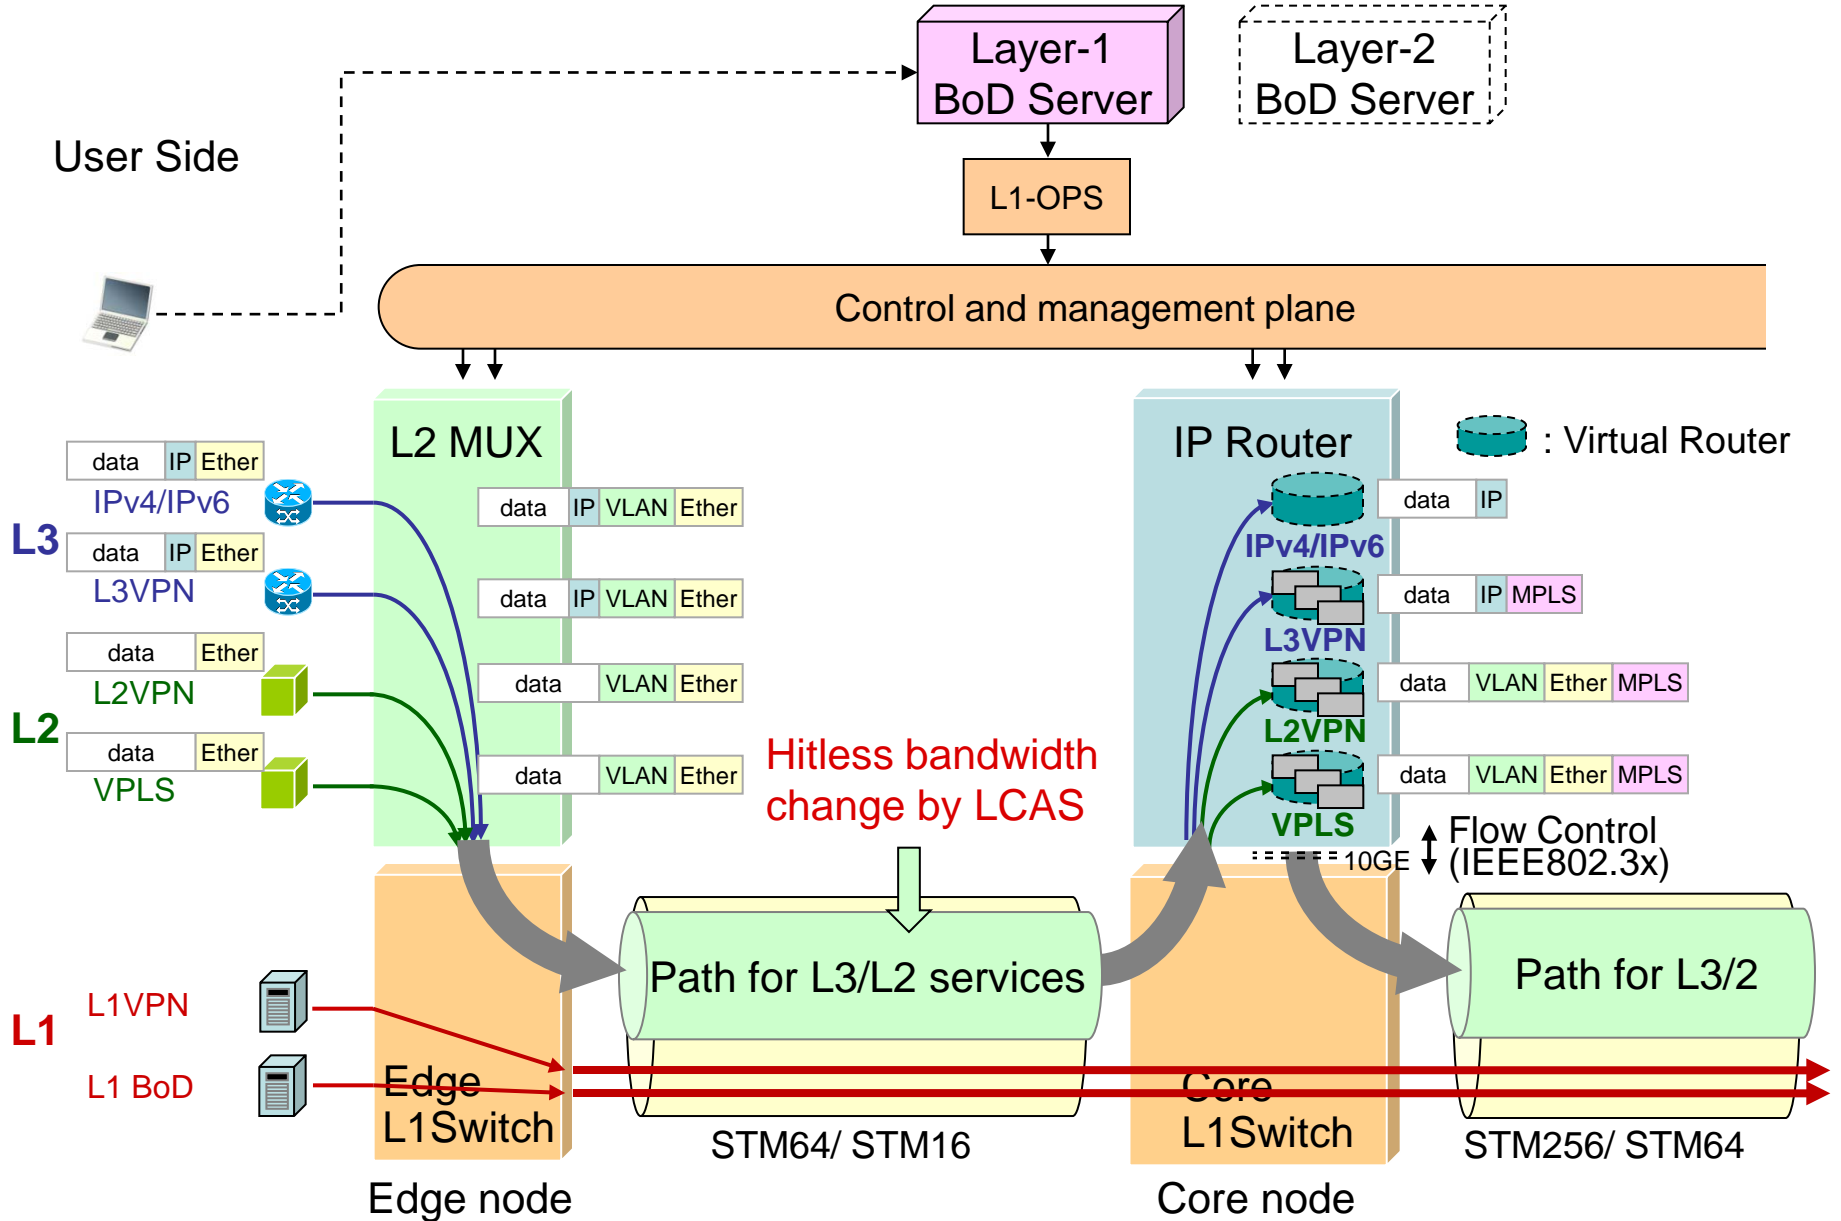 Layer-1
BoD Server
Layer-2
BoD Server
User Side
L1-OPS
Control and management plane
L2 MUX
IP Router
: Virtual Router
L3
data IP Ether
IPv4/IPv6
data IP Ether
L3VPN
L2
data Ether
L2VPN
data Ether
VPLS
data IP VLAN Ether
data IP VLAN Ether
data VLAN Ether
data VLAN Ether
Hitless bandwidth
change by LCAS
IPv4/IPv6
data IP
L3VPN
data IP MPLS
L2VPN
data VLAN Ether MPLS
VPLS
data VLAN Ether MPLS
10GE
Flow Control
(IEEE802.3x)
Path for L3/L2 services
Path for L3/2
L1
L1VPN
L1 BoD
Edge
L1Switch
Core
L1Switch
STM64/ STM16
STM256/ STM64
Edge node
Core node